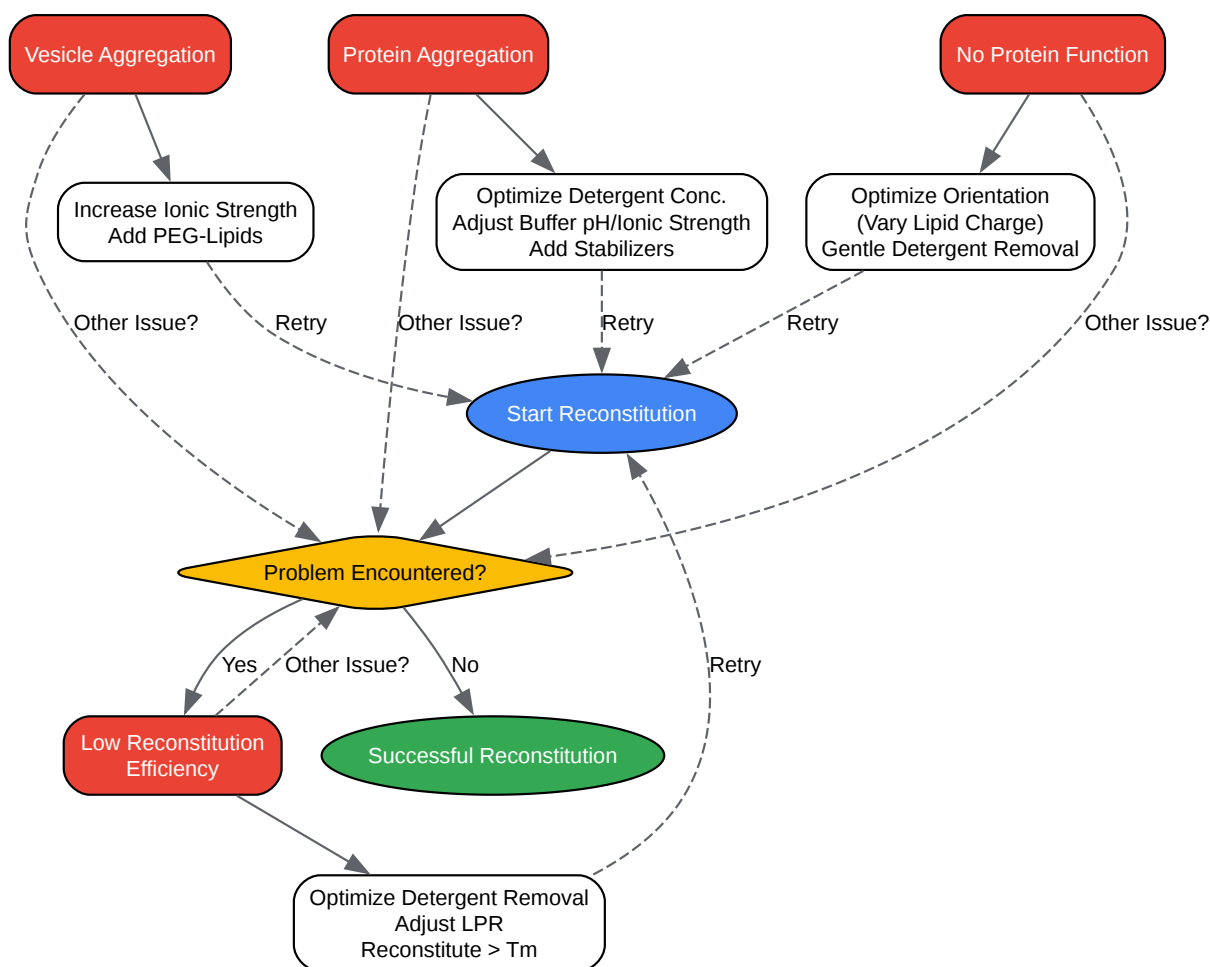 Vesicle Aggregation
Protein Aggregation
No Protein Function
Increase Ionic Strength
Add PEG-Lipids
Optimize Detergent Conc.
Adjust Buffer pH/Ionic Strength
Add Stabilizers
Optimize Orientation
(Vary Lipid Charge)
Gentle Detergent Removal
Other Issue?
Retry
Other Issue?
Retry
Retry
Other Issue?
Start Reconstitution
Problem Encountered?
Yes
Other Issue?
No
Retry
Low Reconstitution
Efficiency
Successful Reconstitution
Optimize Detergent Removal
Adjust LPR
Reconstitute > Tm